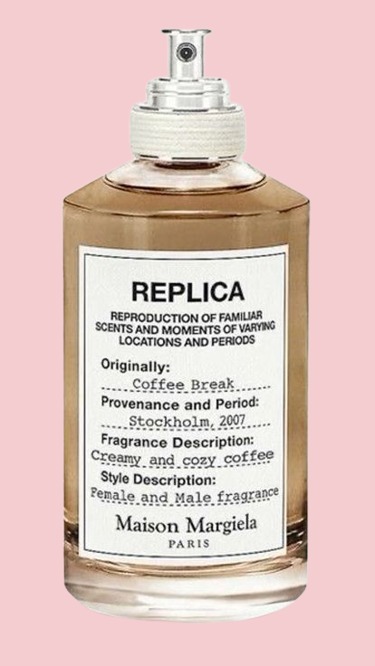 REPLICA
REPRODUCTION OF FAMILIAR
SCENTS AND MOMENTS OF VARYING
LOCATIONS AND PERIODS
Originally:
Coffee Break
Provenance and Period:
Stockholm, 2007
Fragrance Description:
Creamy and cozy coffee
Style Description:
Female and Male fragrance
Maison Margiela
PARIS